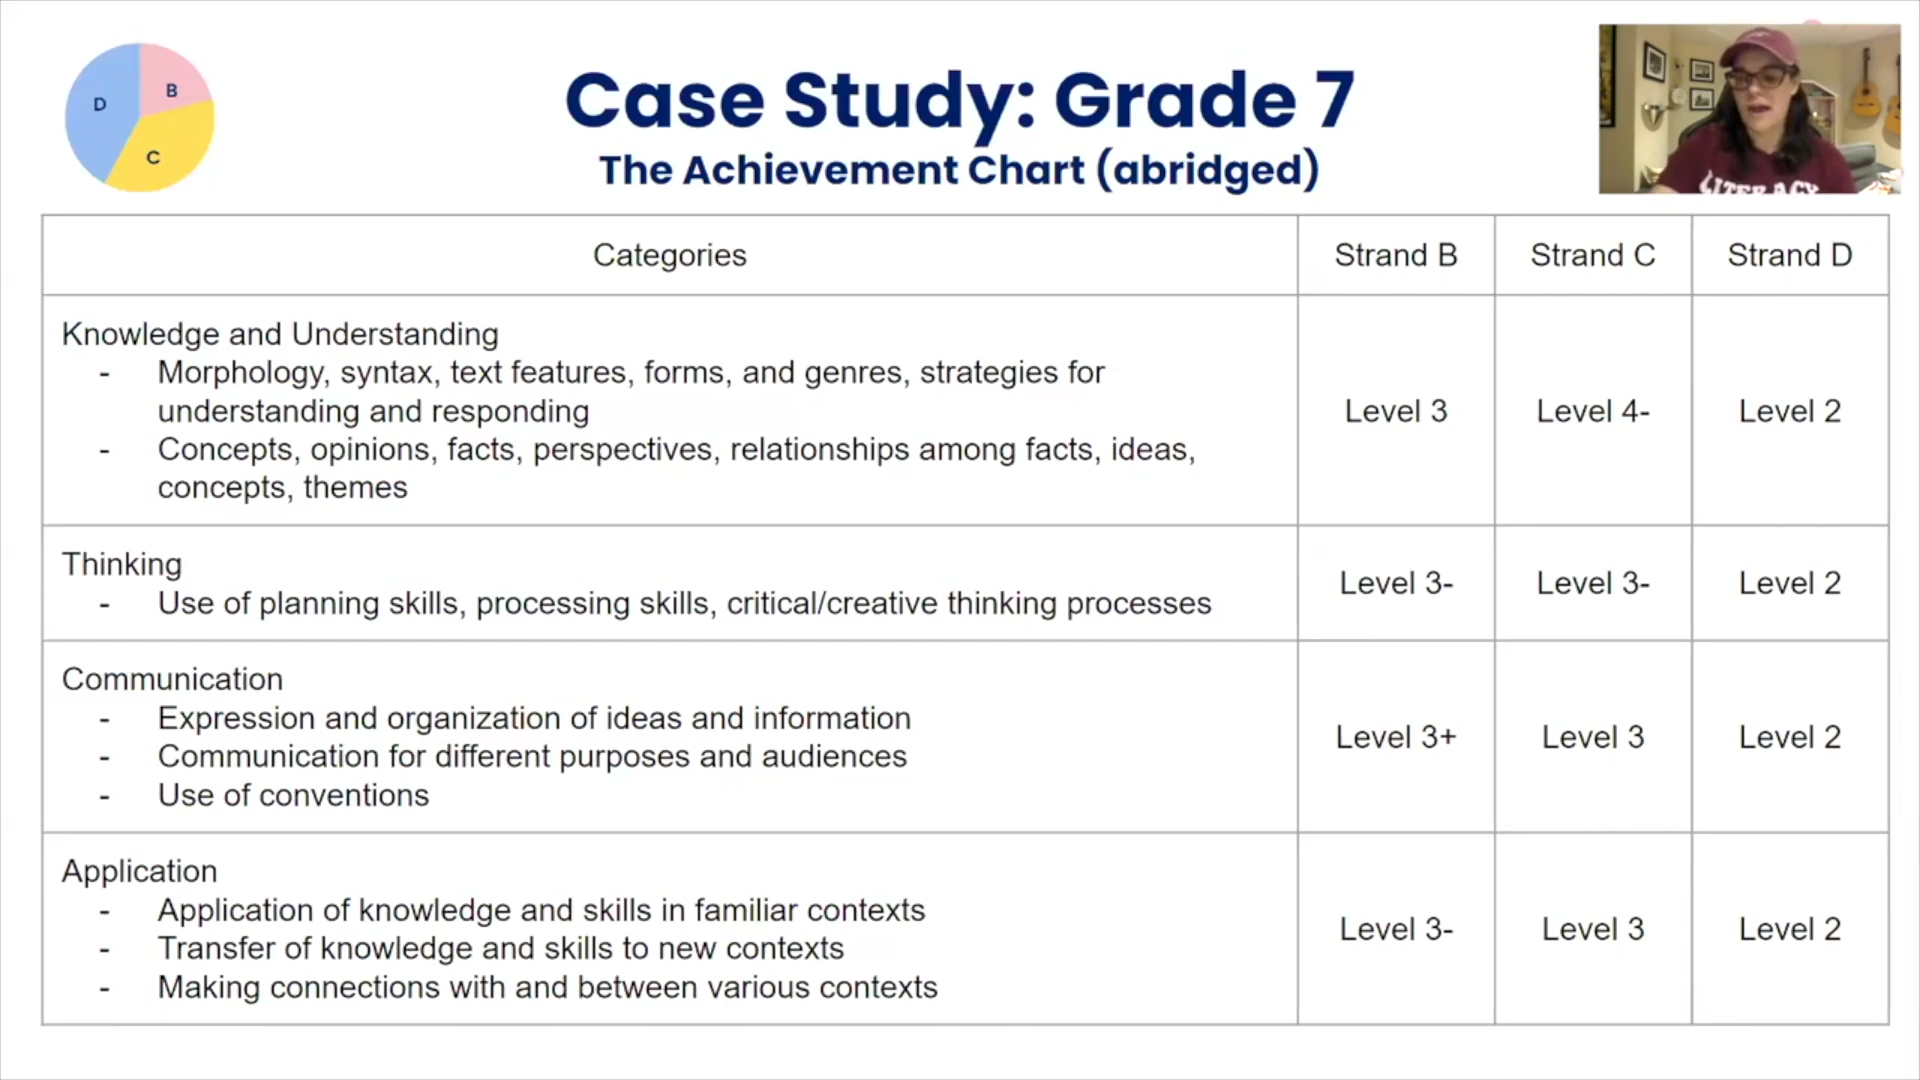 D
B
C
Case Study: Grade 7
The Achievement Chart (abridged)
LITERACY
Categories
Strand B
Strand C
Strand D
Knowledge and Understanding
- Morphology, syntax, text features, forms, and genres, strategies for
understanding and responding
- Concepts, opinions, facts, perspectives, relationships among facts, ideas,
concepts, themes
Level 3
Level 4-
Level 2
Thinking
- Use of planning skills, processing skills, critical/creative thinking processes
Level 3-
Level 3-
Level 2
Communication
- Expression and organization of ideas and information
- Communication for different purposes and audiences
- Use of conventions
Level 3+
Level 3
Level 2
Application
- Application of knowledge and skills in familiar contexts
- Transfer of knowledge and skills to new contexts
- Making connections with and between various contexts
Level 3-
Level 3
Level 2